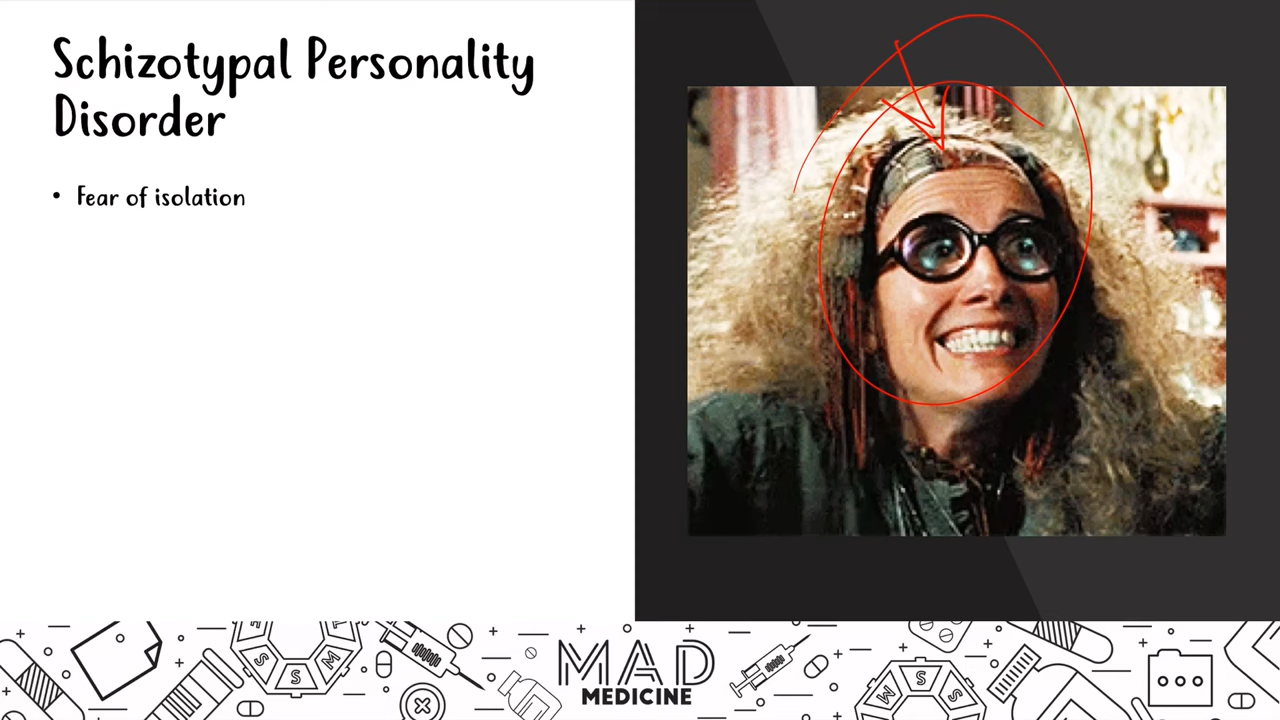 Schizotypal Personality
Disorder
• Fear of isolation
MAD
MEDICINE